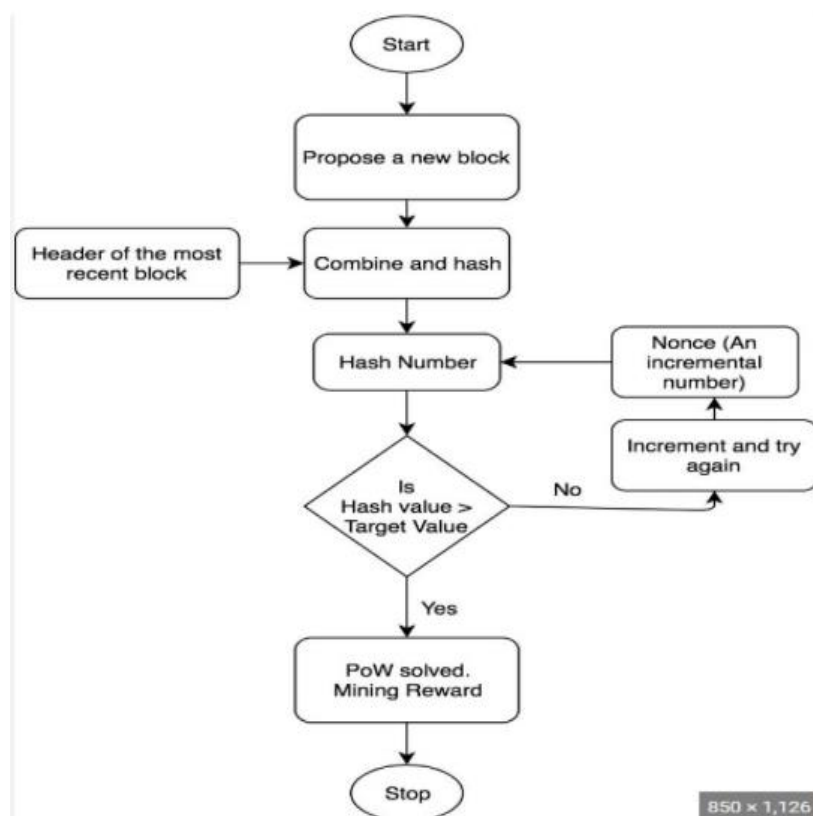 Start
Propose a new block
Header of the most
recent block
Combine and hash
Hash Number
Nonce (An
incremental
number)
Increment and try
again
Is
Hash value >
Target Value
No
Yes
PoW solved.
Mining Reward
Stop
850 × 1,126